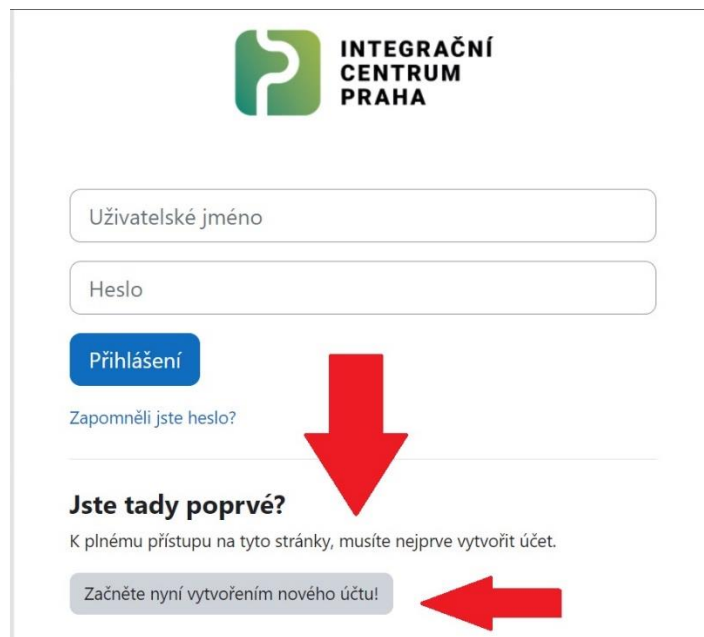 INTEGRAČNÍ
CENTRUM
PRAHA
Uživatelské jméno
Heslo
Přihlášení
Zapomněli jste heslo?
Jste tady poprvé?
K plnému přístupu na tyto stránky, musíte nejprve vytvořit účet.
Začněte nyní vytvořením nového účtu!